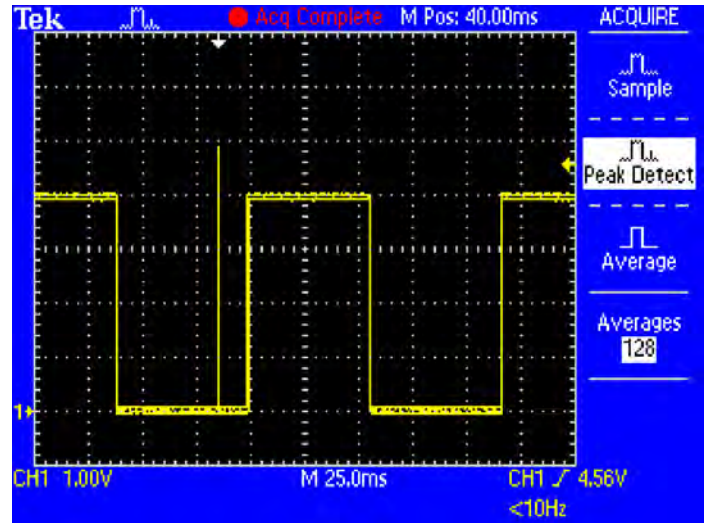 Tek Acq Complete M Pos: 40.00ms ACQUIRE
Sample
Peak Detect
Average
Averages
128
1
CH1 1.00V M 25.0ms CH1 4.56V
<10Hz